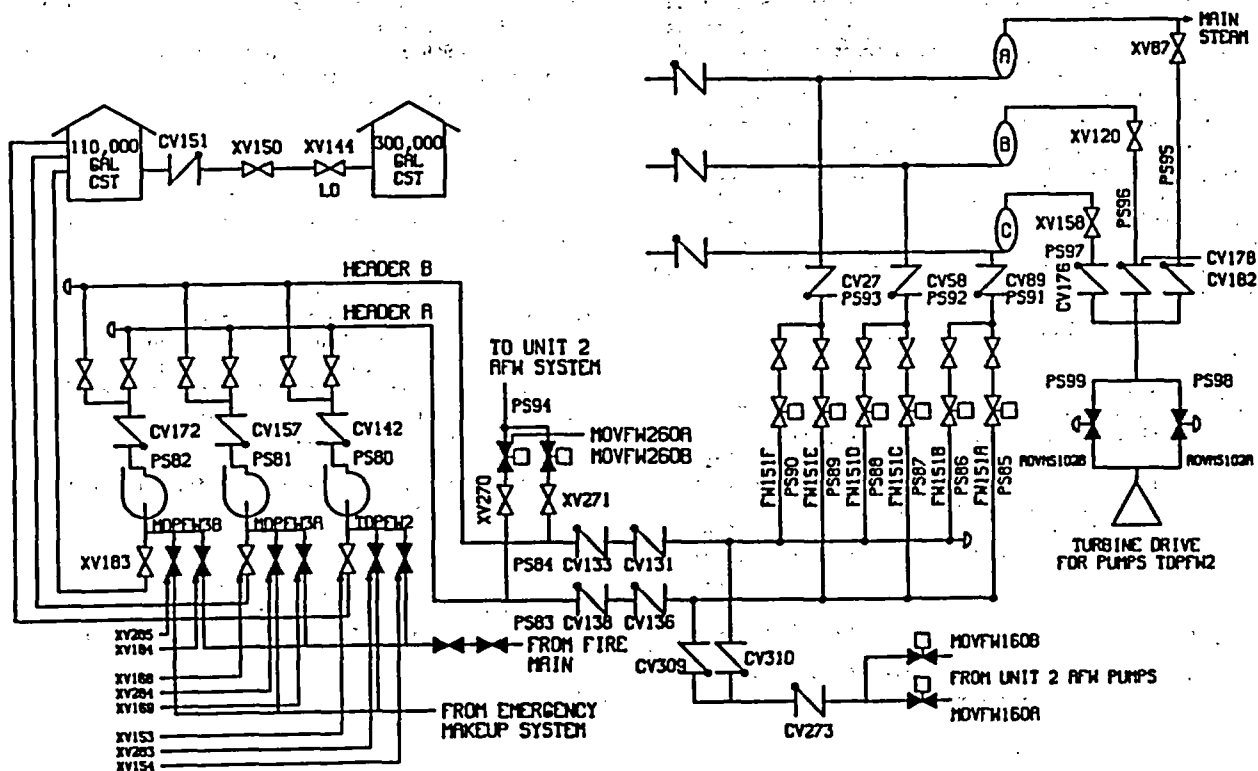 MAIN
STEAM
XV87
A
110,000
GAL
CST
CV151
XV150
XV144
LO
300,000
GAL
CST
B
XV120
PS95
PS96
C
XV158
PS97
CV176
CV178
CV182
HEADER B
HEADER A
CV27
PS93
CV58
PS92
CV89
PS91
TO UNIT 2
AFW SYSTEM
PS94
MOVFW260A
MOVFW260B
XV270
XV271
PS99
PS98
CV172
CV157
CV142
PS82
PS81
PS80
FW151F
PS90
FW151E
PS89
FW151D
PS88
FW151C
PS87
FW151B
PS86
FW151A
PS85
AOVMS102B
AOVMS102A
MDPFW3B
MDPFW3A
TDPFW2
XV183
PS84
CV133
CV131
PS83
CV138
CV136
TURBINE DRIVE
FOR PUMPS TDPFW2
XV184
XV168
XV169
XV153
XV154
FROM FIRE
MAIN
FROM EMERGENCY
MAKEUP SYSTEM
CV309
CV310
CV273
MOVFW160B
FROM UNIT 2 AFW PUMPS
MOVFW160A